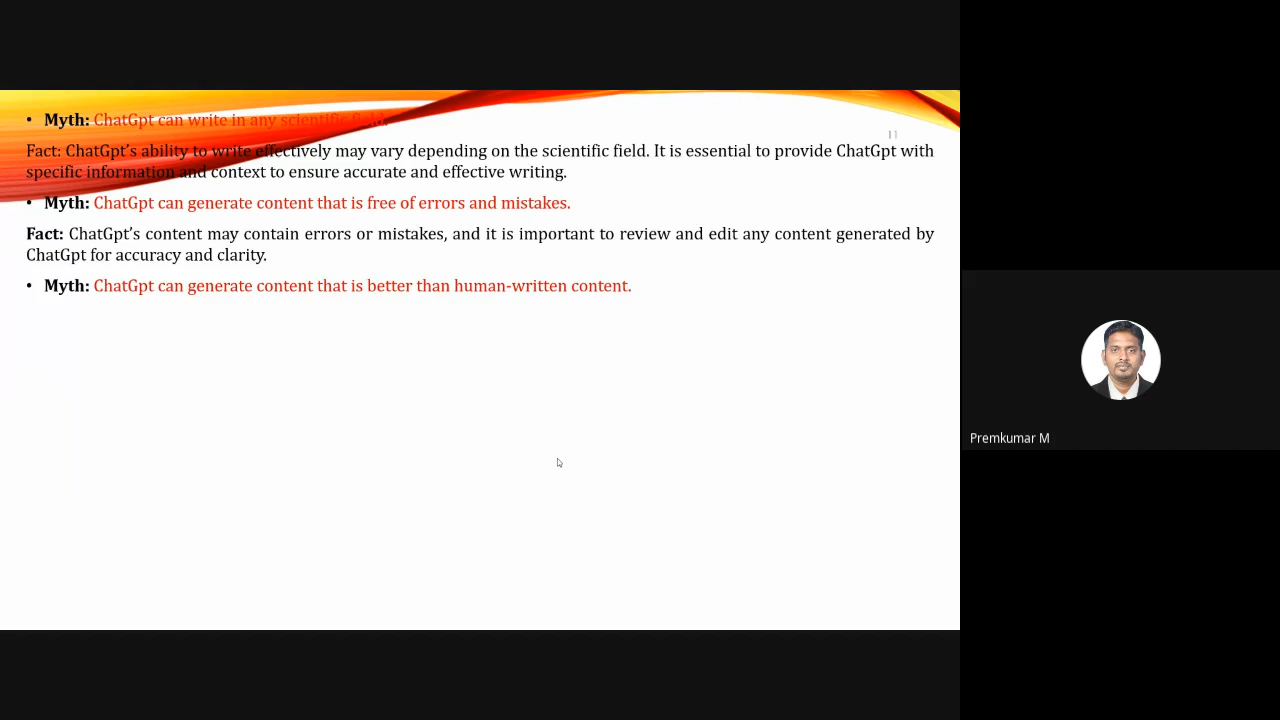 • Myth: ChatGpt can write in any scientific field.
11
Fact: ChatGpt’s ability to write effectively may vary depending on the scientific field. It is essential to provide ChatGpt with
specific information and context to ensure accurate and effective writing.
• Myth: ChatGpt can generate content that is free of errors and mistakes.
Fact: ChatGpt’s content may contain errors or mistakes, and it is important to review and edit any content generated by
ChatGpt for accuracy and clarity.
• Myth: ChatGpt can generate content that is better than human-written content.
Premkumar M